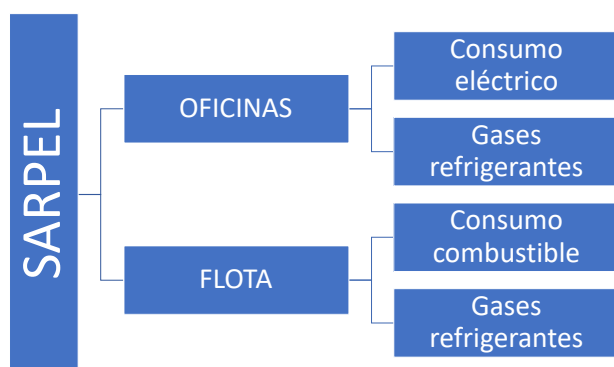 SARPEL
OFICINAS
Consumo
eléctrico
Gases
refrigerantes
FLOTA
Consumo
combustible
Gases
refrigerantes